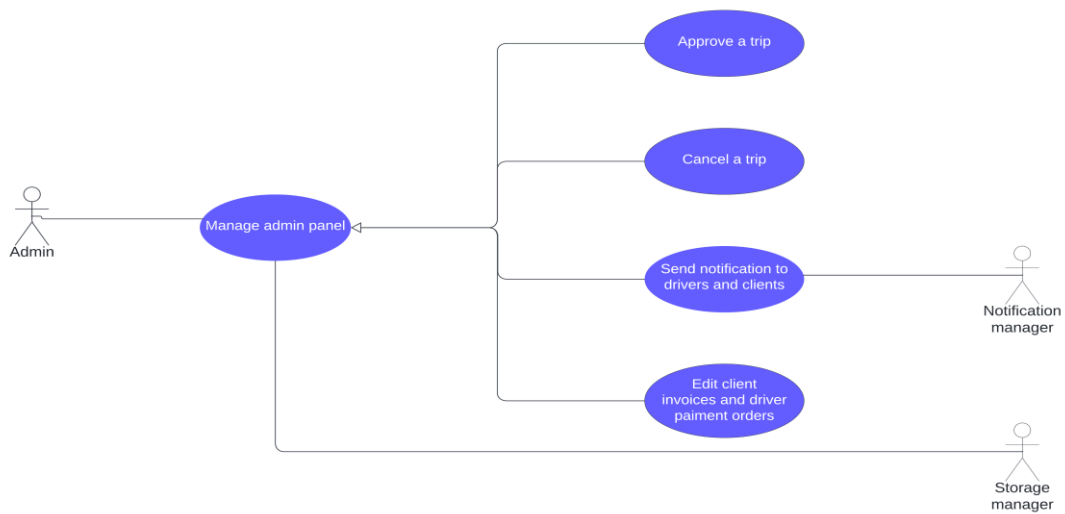 Approve a trip
Cancel a trip
Manage admin panel
Admin
Send notification to
drivers and clients
Notification
manager
Edit client
invoices and driver
paiment orders
Storage
manager